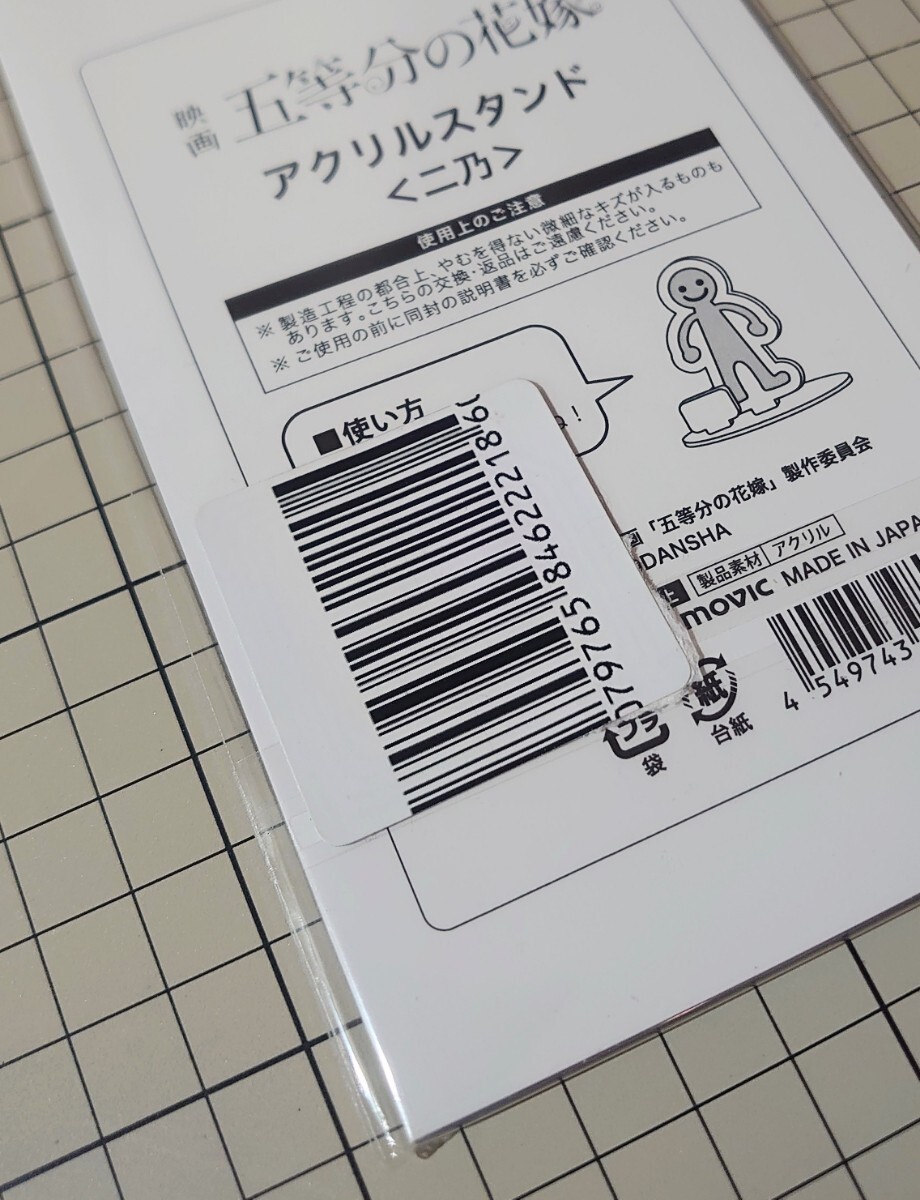 映画 五等分の花嫁
アクリルスタンド
<二乃>
使用上のご注意
※ 製造工程の都合上、やむを得ない微細なキズが入るものも
あります。こちらの交換・返品はご遠慮ください。
※ ご使用の前に同封の説明書を必ずご確認ください。
■使い方
ね!
「五等分の花嫁」製作委員会
DANSHA
製品素材 アクリル
movic MADE IN JAPA
4 549743
79765 8462218
プラ
袋
紙
台紙